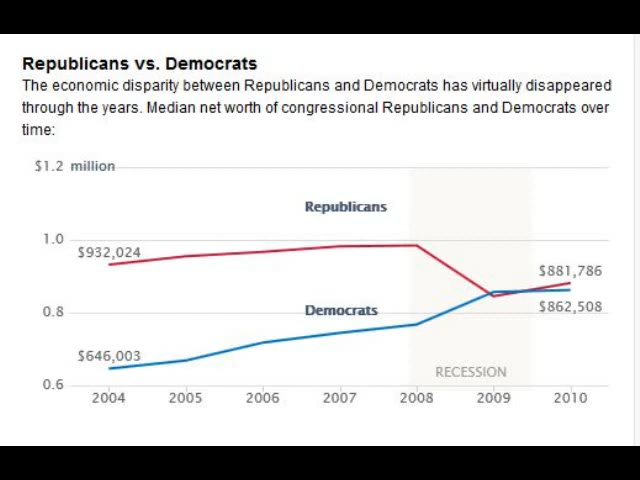 Republicans vs. Democrats
The economic disparity between Republicans and Democrats has virtually disappeared
through the years. Median net worth of congressional Republicans and Democrats over
time:
$1.2 million
Republicans
1.0
$932,024
$881,786
0.8
Democrats
$862,508
$646,003
RECESSION
0.6
2004 2005 2006 2007 2008 2009 2010